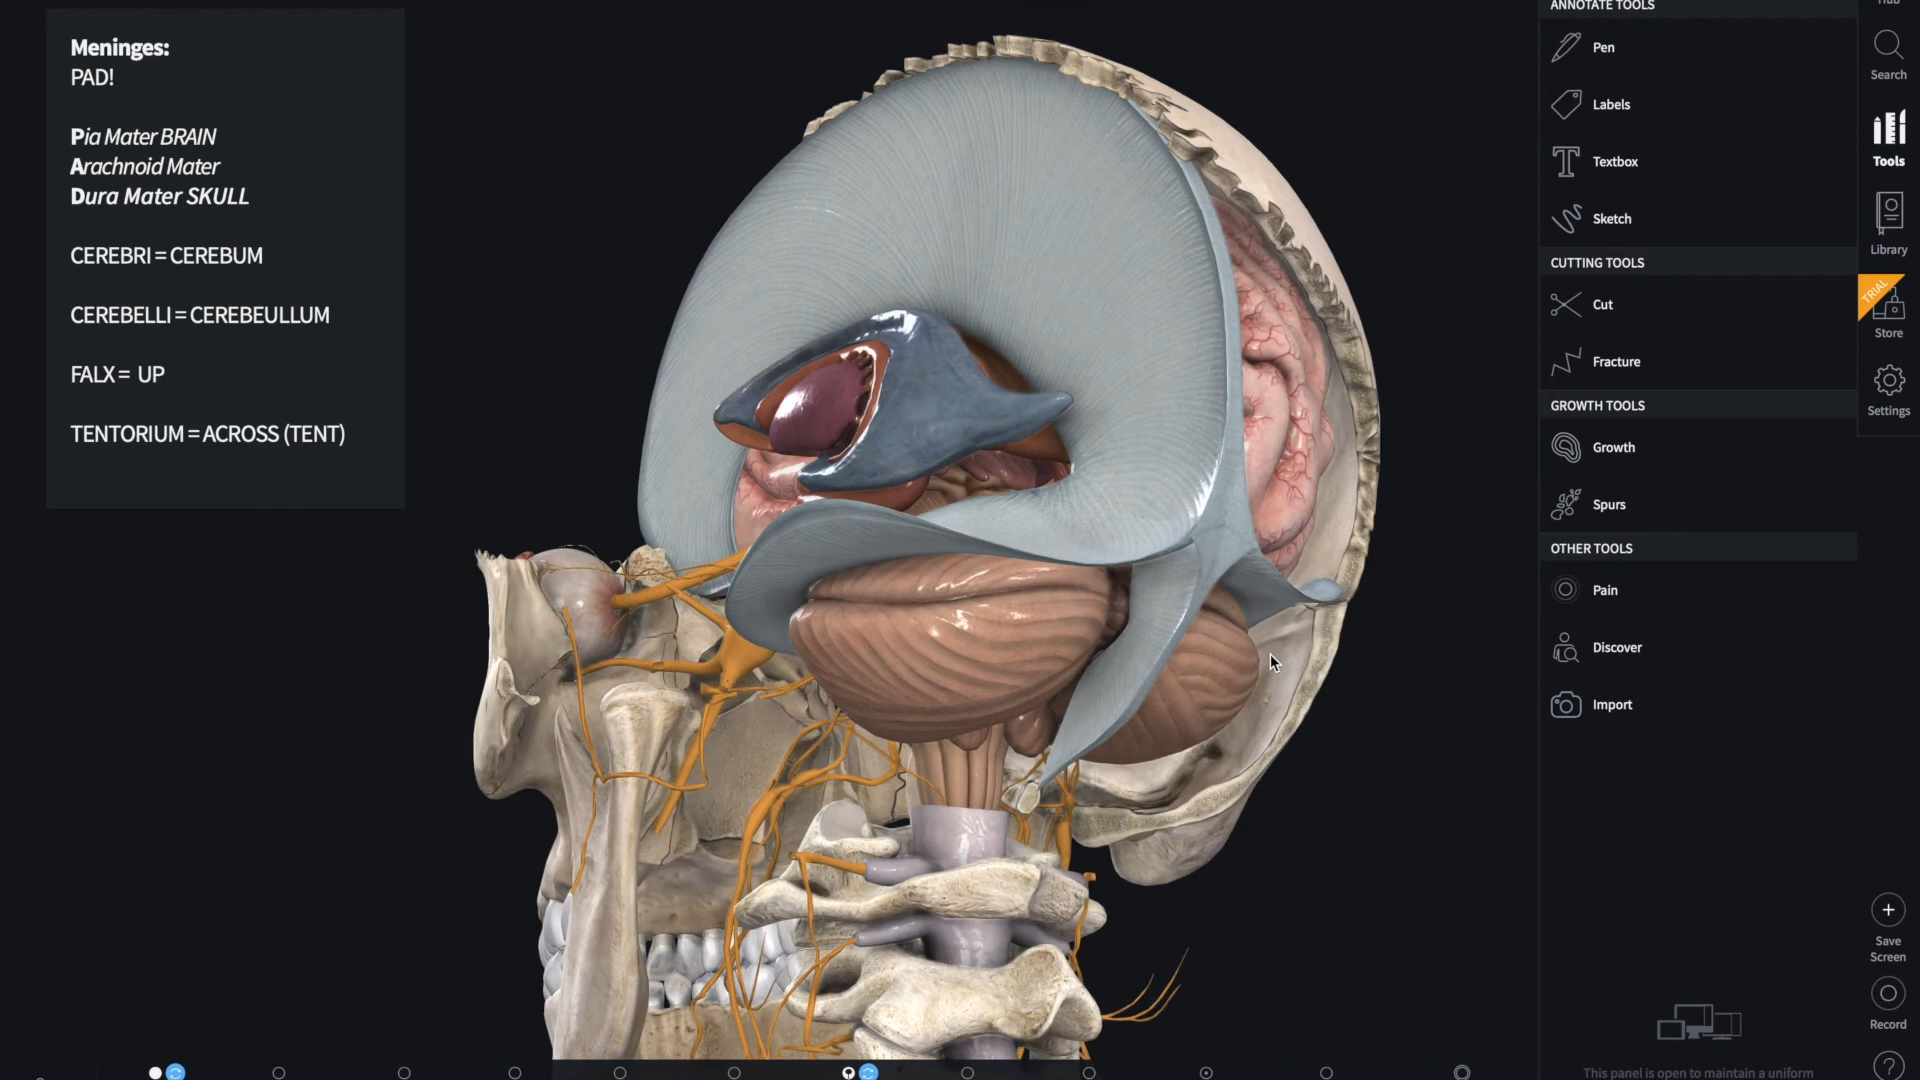 Meninges:
PAD!
Pia Mater BRAIN
Arachnoid Mater
Dura Mater SKULL
CEREBRI = CEREBUM
CEREBELLI = CEREBEULLUM
FALX = UP
TENTORIUM = ACROSS (TENT)
ANNOTATE TOOLS
Pen
Labels
Textbox
Sketch
CUTTING TOOLS
Cut
Fracture
GROWTH TOOLS
Growth
Spurs
OTHER TOOLS
Pain
Discover
Import
This panel is open to maintain a uniform
Hub
Search
Tools
Library
TRIAL
Store
Settings
Save
Screen
Record
?